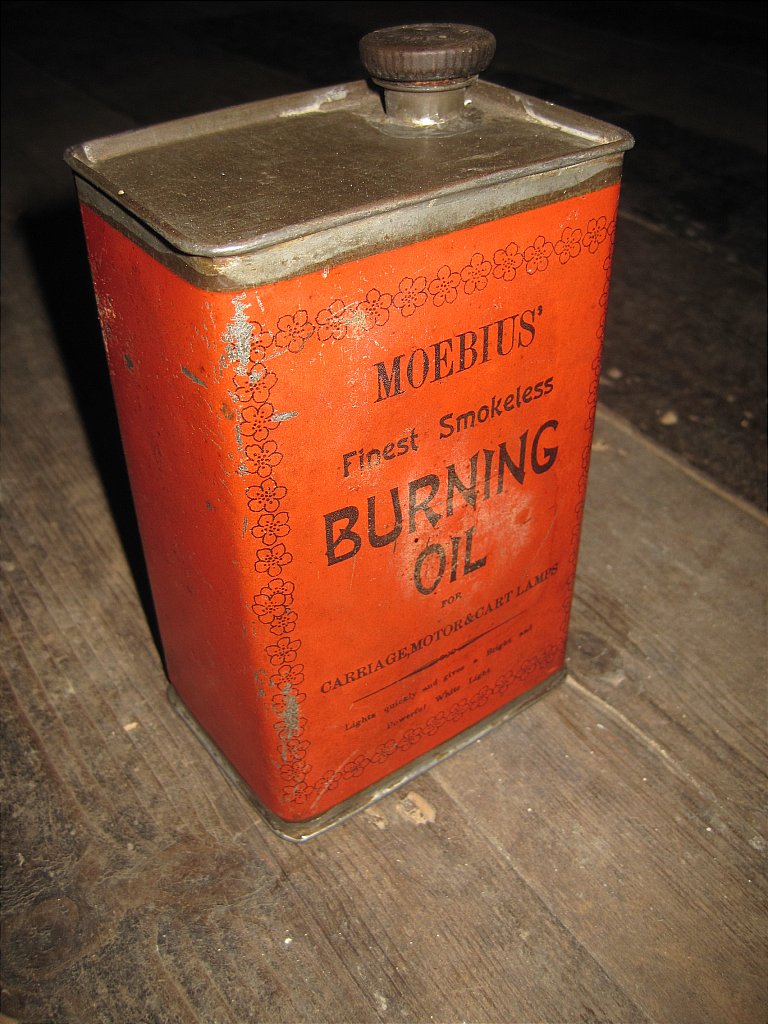 MOEBIUS'
Finest Smokeless
BURNING
OIL
FOR
CARRIAGE, MOTOR & CART LAMPS
Lights quickly and gives a Bright and
Powerful White Light